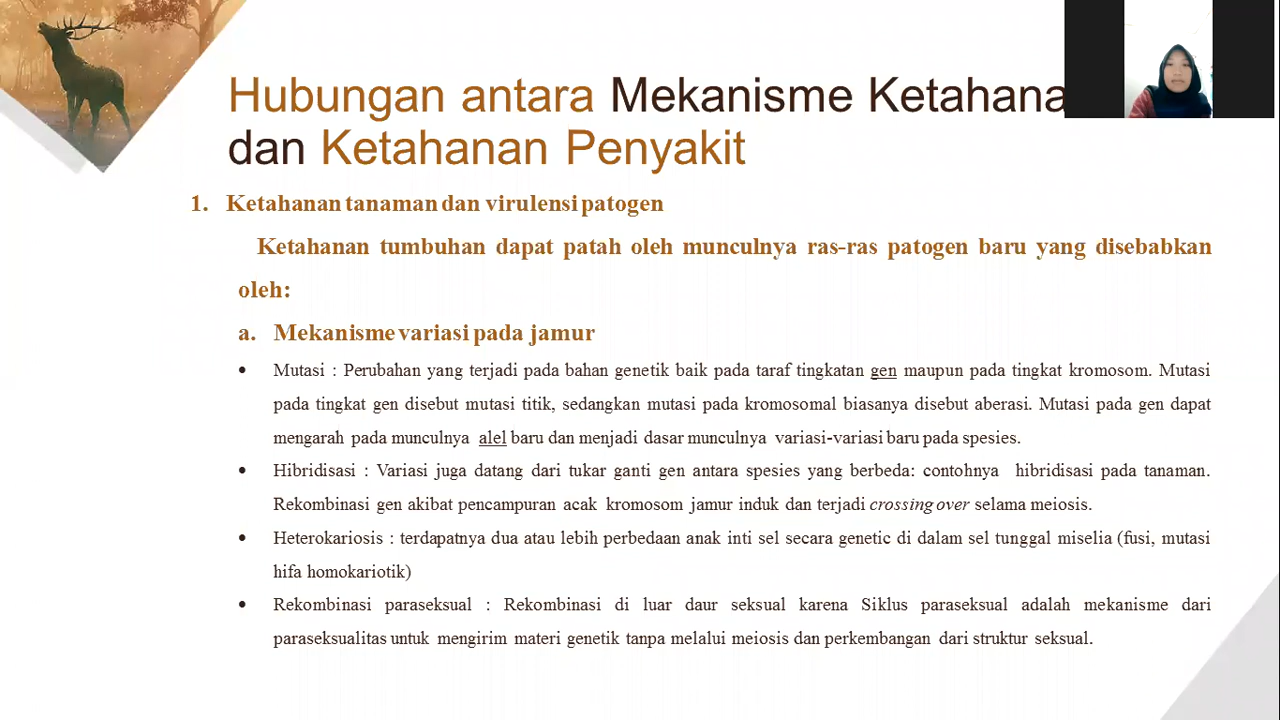 Hubungan antara Mekanisme Ketahana
dan Ketahanan Penyakit
1. Ketahanan tanaman dan virulensi patogen
Ketahanan tumbuhan dapat patah oleh munculnya ras-ras patogen baru yang disebabkan
oleh:
a. Mekanisme variasi pada jamur
• Mutasi : Perubahan yang terjadi pada bahan genetik baik pada taraf tingkatan gen maupun pada tingkat kromosom. Mutasi
pada tingkat gen disebut mutasi titik, sedangkan mutasi pada kromosomal biasanya disebut aberasi. Mutasi pada gen dapat
mengarah pada munculnya alel baru dan menjadi dasar munculnya variasi-variasi baru pada spesies.
• Hibridisasi : Variasi juga datang dari tukar ganti gen antara spesies yang berbeda: contohnya hibridisasi pada tanaman.
Rekombinasi gen akibat pencampuran acak kromosom jamur induk dan terjadi crossing over selama meiosis.
• Heterokariosis : terdapatnya dua atau lebih perbedaan anak inti sel secara genetic di dalam sel tunggal miselia (fusi, mutasi
hifa homokariotik)
• Rekombinasi paraseksual : Rekombinasi di luar daur seksual karena Siklus paraseksual adalah mekanisme dari
paraseksualitas untuk mengirim materi genetik tanpa melalui meiosis dan perkembangan dari struktur seksual.